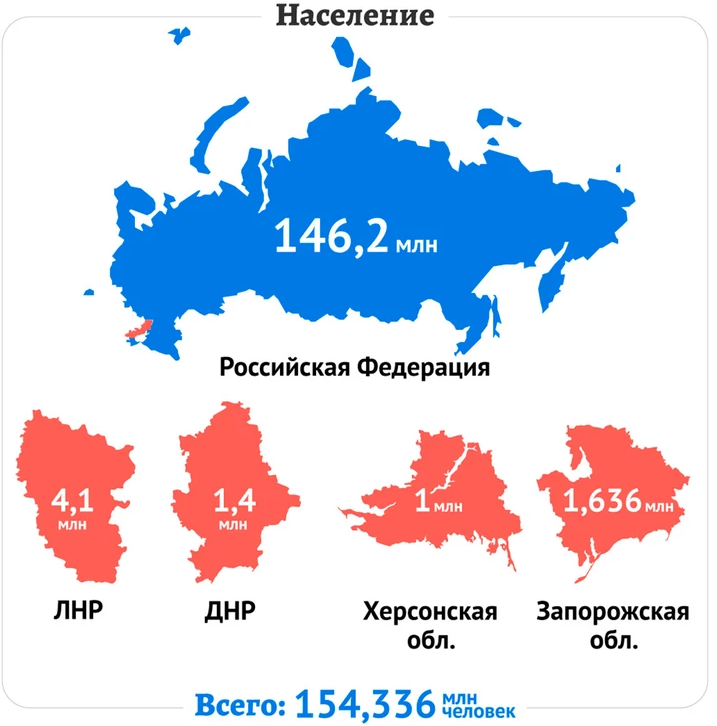 Население
146,2 млн
Российская Федерация
4,1
млн
1,4
млн
1 млн
1,636 млн
ЛНР
ДНР
Херсонская
обл.
Запорожская
обл.
Всего: 154,336 млн
человек